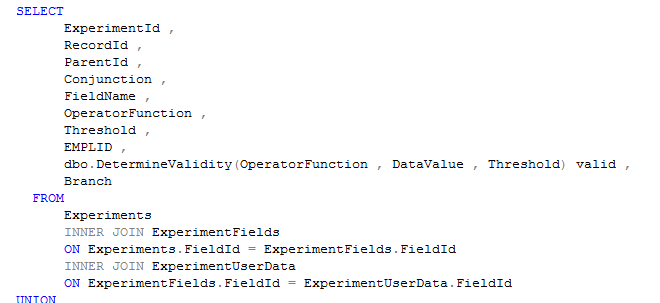 SELECT
ExperimentId ,
RecordId ,
ParentId ,
Conjunction ,
FieldName ,
OperatorFunction ,
Threshold ,
EMPLID ,
dbo.DetermineValidity(OperatorFunction , DataValue , Threshold) valid ,
Branch
FROM
Experiments
INNER JOIN ExperimentFields
ON Experiments.FieldId = ExperimentFields.FieldId
INNER JOIN ExperimentUserData
ON ExperimentFields.FieldId = ExperimentUserData.FieldId
UNION